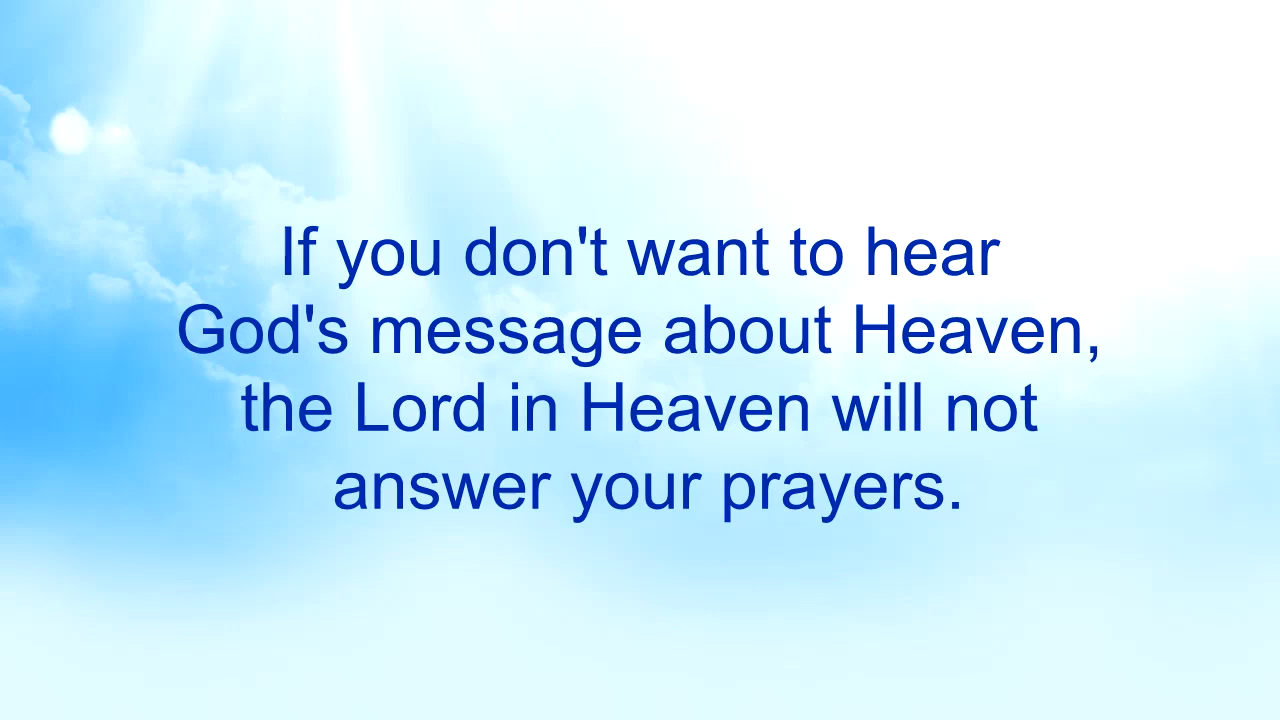 If you don't want to hear
God's message about Heaven,
the Lord in Heaven will not
answer your prayers.